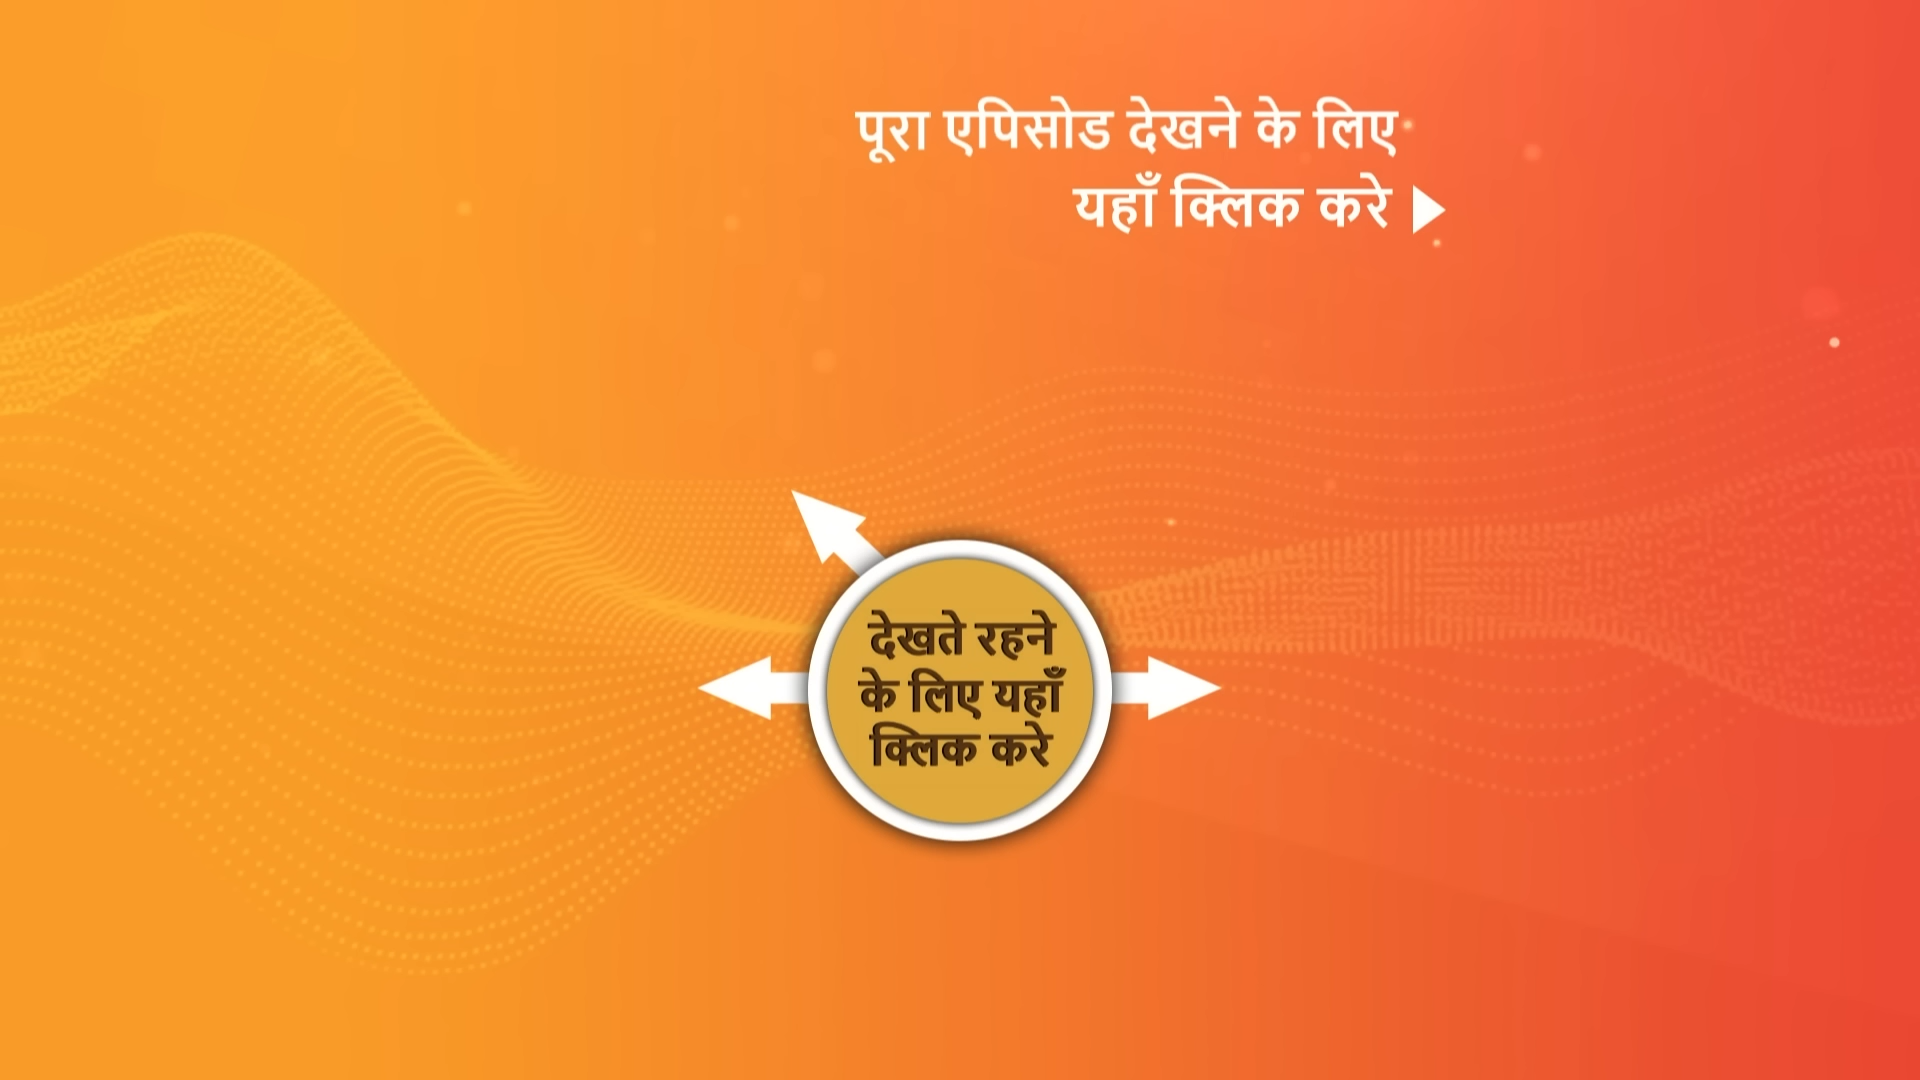 पूरा एपिसोड देखने के लिए
यहाँ क्लिक करे
देखते रहने
के लिए यहाँ
क्लिक करे